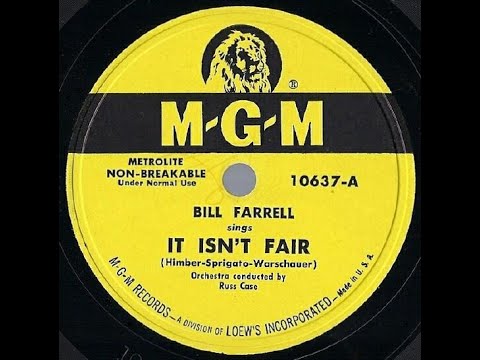 ®
M-G-M
METROLITE
NON-BREAKABLE
Under Normal Use
10637-A
BILL FARRELL
sings
IT ISN'T FAIR
(Himber-Sprigato-Warschauer)
Orchestra conducted by
Russ Case
M-G-M RECORDS—A DIVISION OF LOEW'S INCORPORATED—Made in U.S.A.